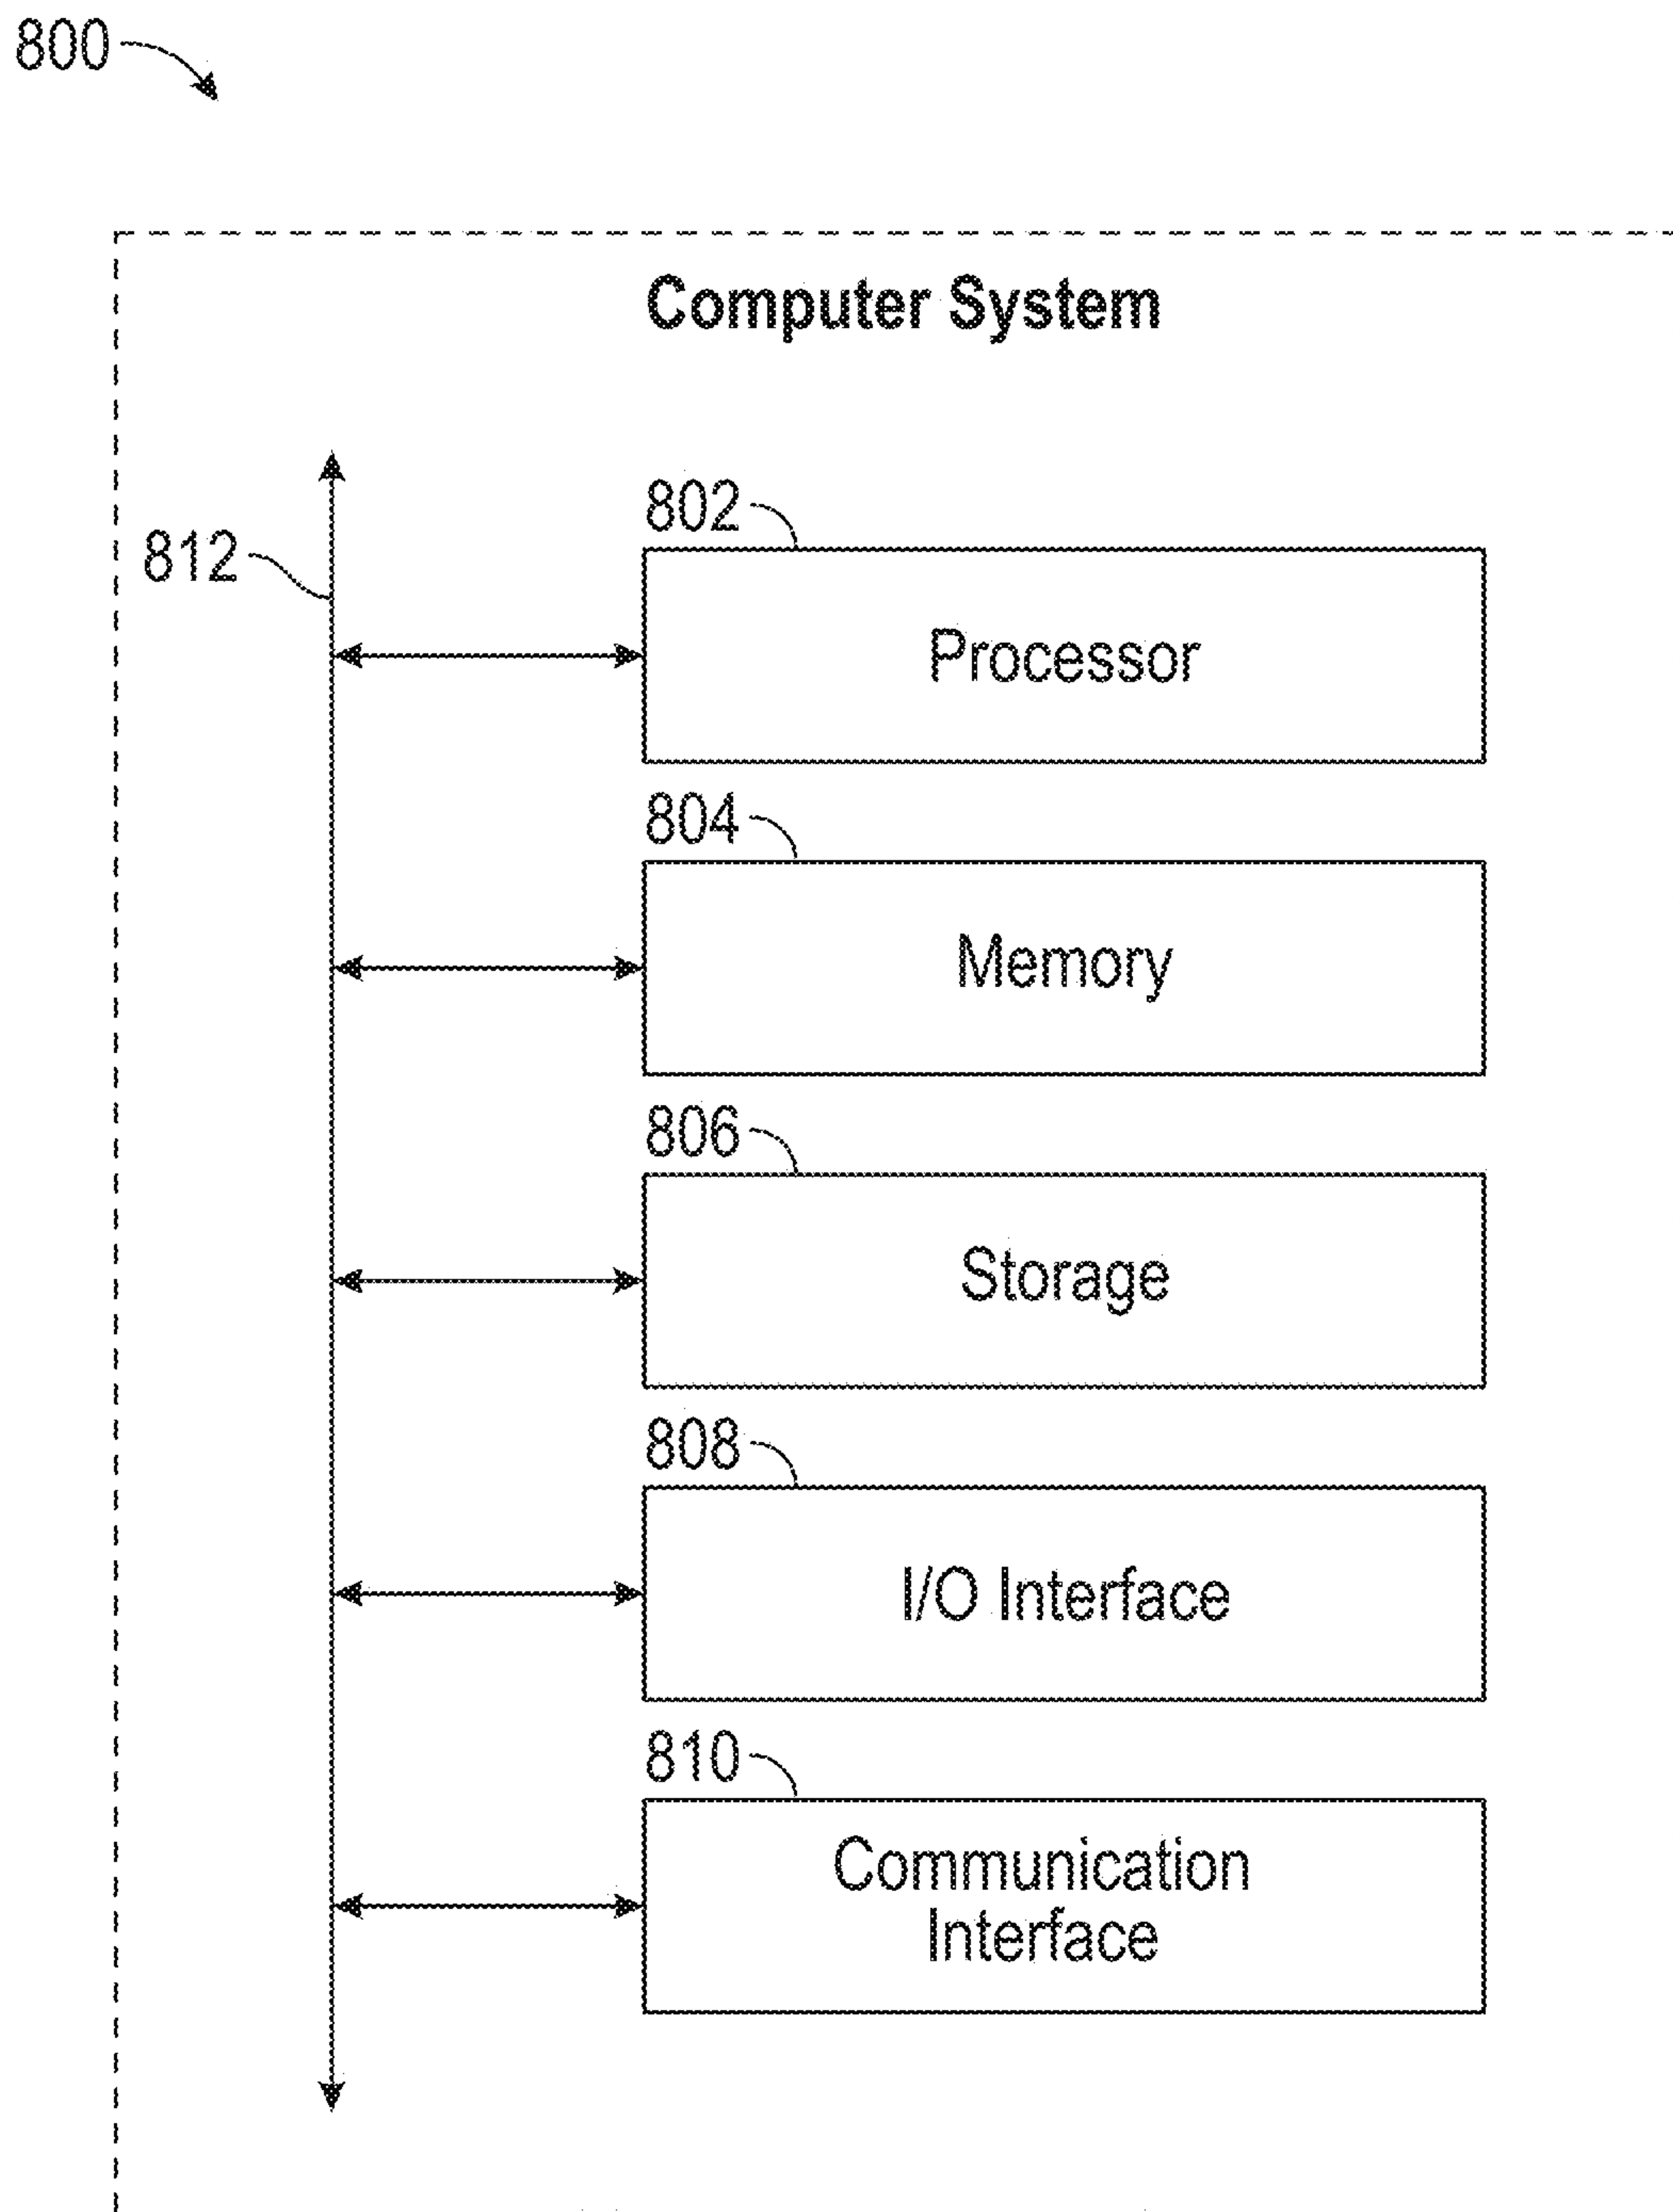 800
Computer System
812
802
Processor
804
Memory
806
Storage
808
I/O Interface
810
Communication
Interface